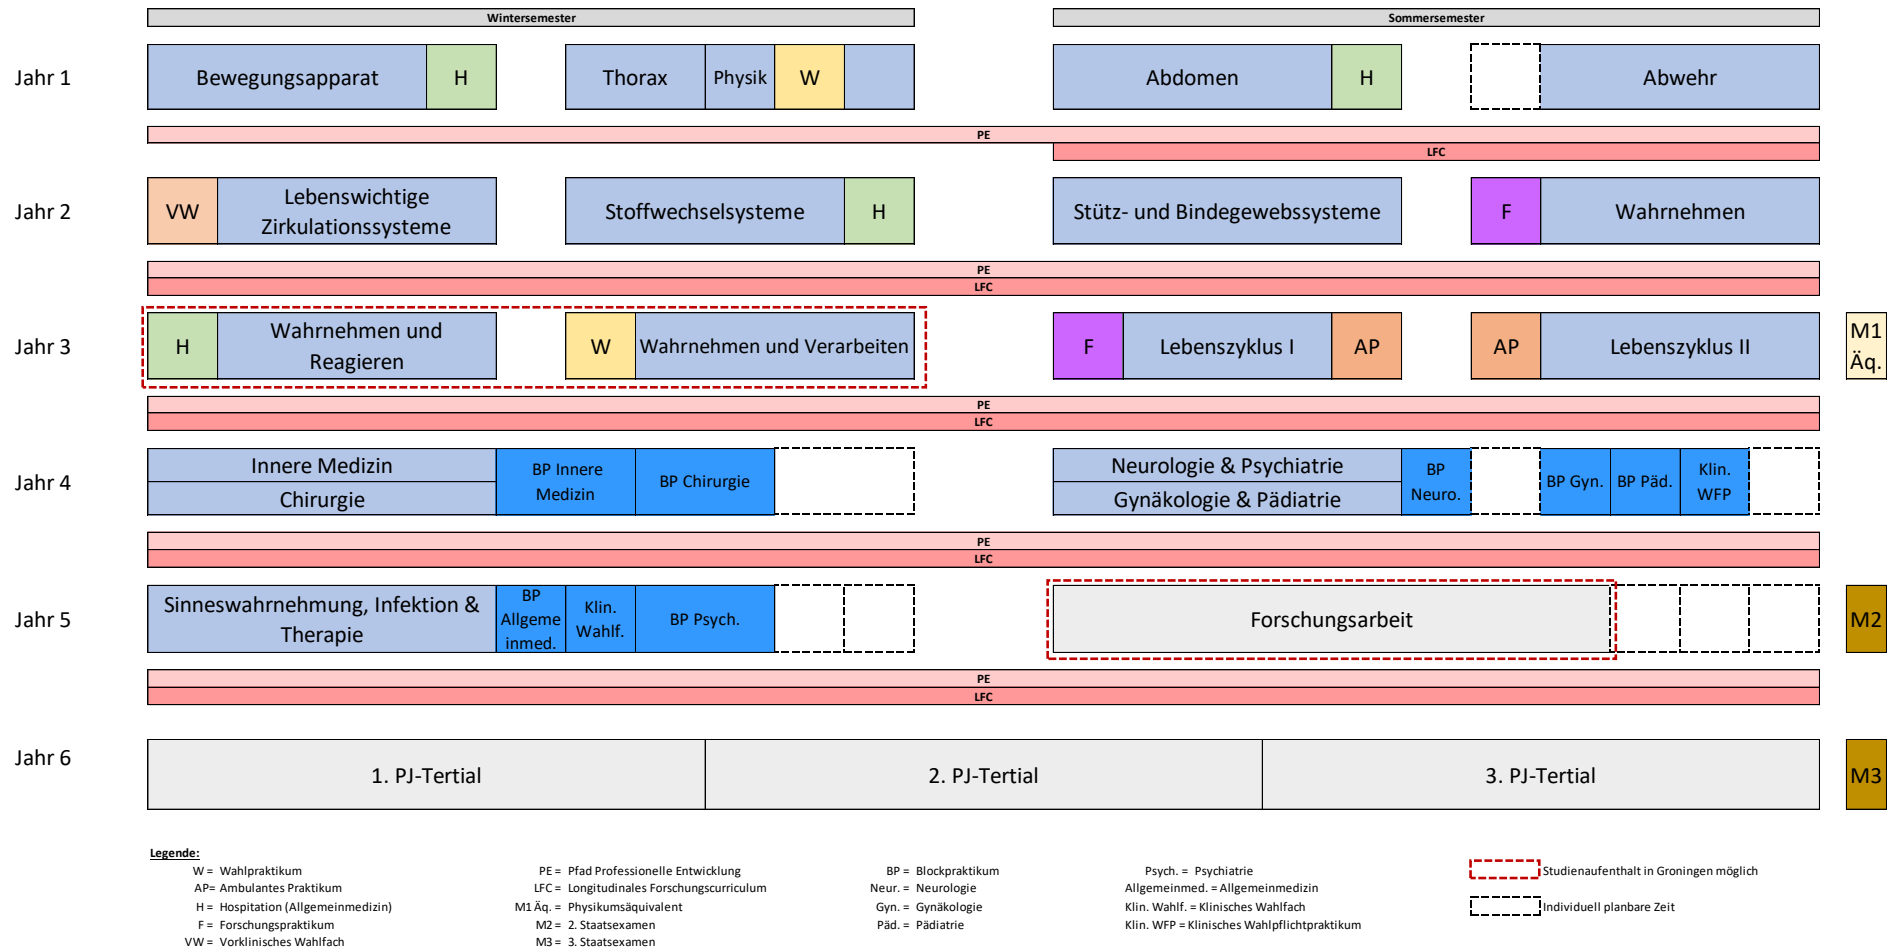 Wintersemester
Sommersemester
Jahr 1
Bewegungsapparat
H
Thorax
Physik
W
Abdomen
H
Abwehr
PE
LFC
Jahr 2
VW
Lebenswichtige
Zirkulationssysteme
Stoffwechselsysteme
H
Stütz- und Bindegewebssysteme
F
Wahrnehmen
PE
LFC
Jahr 3
H
Wahrnehmen und
Reagieren
W
Wahrnehmen und Verarbeiten
F
Lebenszyklus I
AP
AP
Lebenszyklus II
M1
Äq.
PE
LFC
Jahr 4
Innere Medizin
Chirurgie
BP Innere
Medizin
BP Chirurgie
Neurologie & Psychiatrie
Gynäkologie & Pädiatrie
BP
Neuro.
BP Gyn.
BP Päd.
Klin.
WFP
PE
LFC
Jahr 5
Sinneswahrnehmung, Infektion &
Therapie
BP
Allgeme
inmed.
Klin.
Wahlf.
BP Psych.
Forschungsarbeit
M2
PE
LFC
Jahr 6
1. PJ-Tertial
2. PJ-Tertial
3. PJ-Tertial
M3
Legende:
W = Wahlpraktikum
AP= Ambulantes Praktikum
H = Hospitation (Allgemeinmedizin)
F = Forschungspraktikum
VW = Vorklinisches Wahlfach
PE = Pfad Professionelle Entwicklung
LFC = Longitudinales Forschungscurriculum
M1 Äq. = Physikumsäquivalent
M2 = 2. Staatsexamen
M3 = 3. Staatsexamen
BP = Blockpraktikum
Neur. = Neurologie
Gyn. = Gynäkologie
Päd. = Pädiatrie
Psych. = Psychiatrie
Allgemeinmed. = Allgemeinmedizin
Klin. Wahlf. = Klinisches Wahlfach
Klin. WFP = Klinisches Wahlpflichtpraktikum
Studienaufenthalt in Groningen möglich
Individuell planbare Zeit